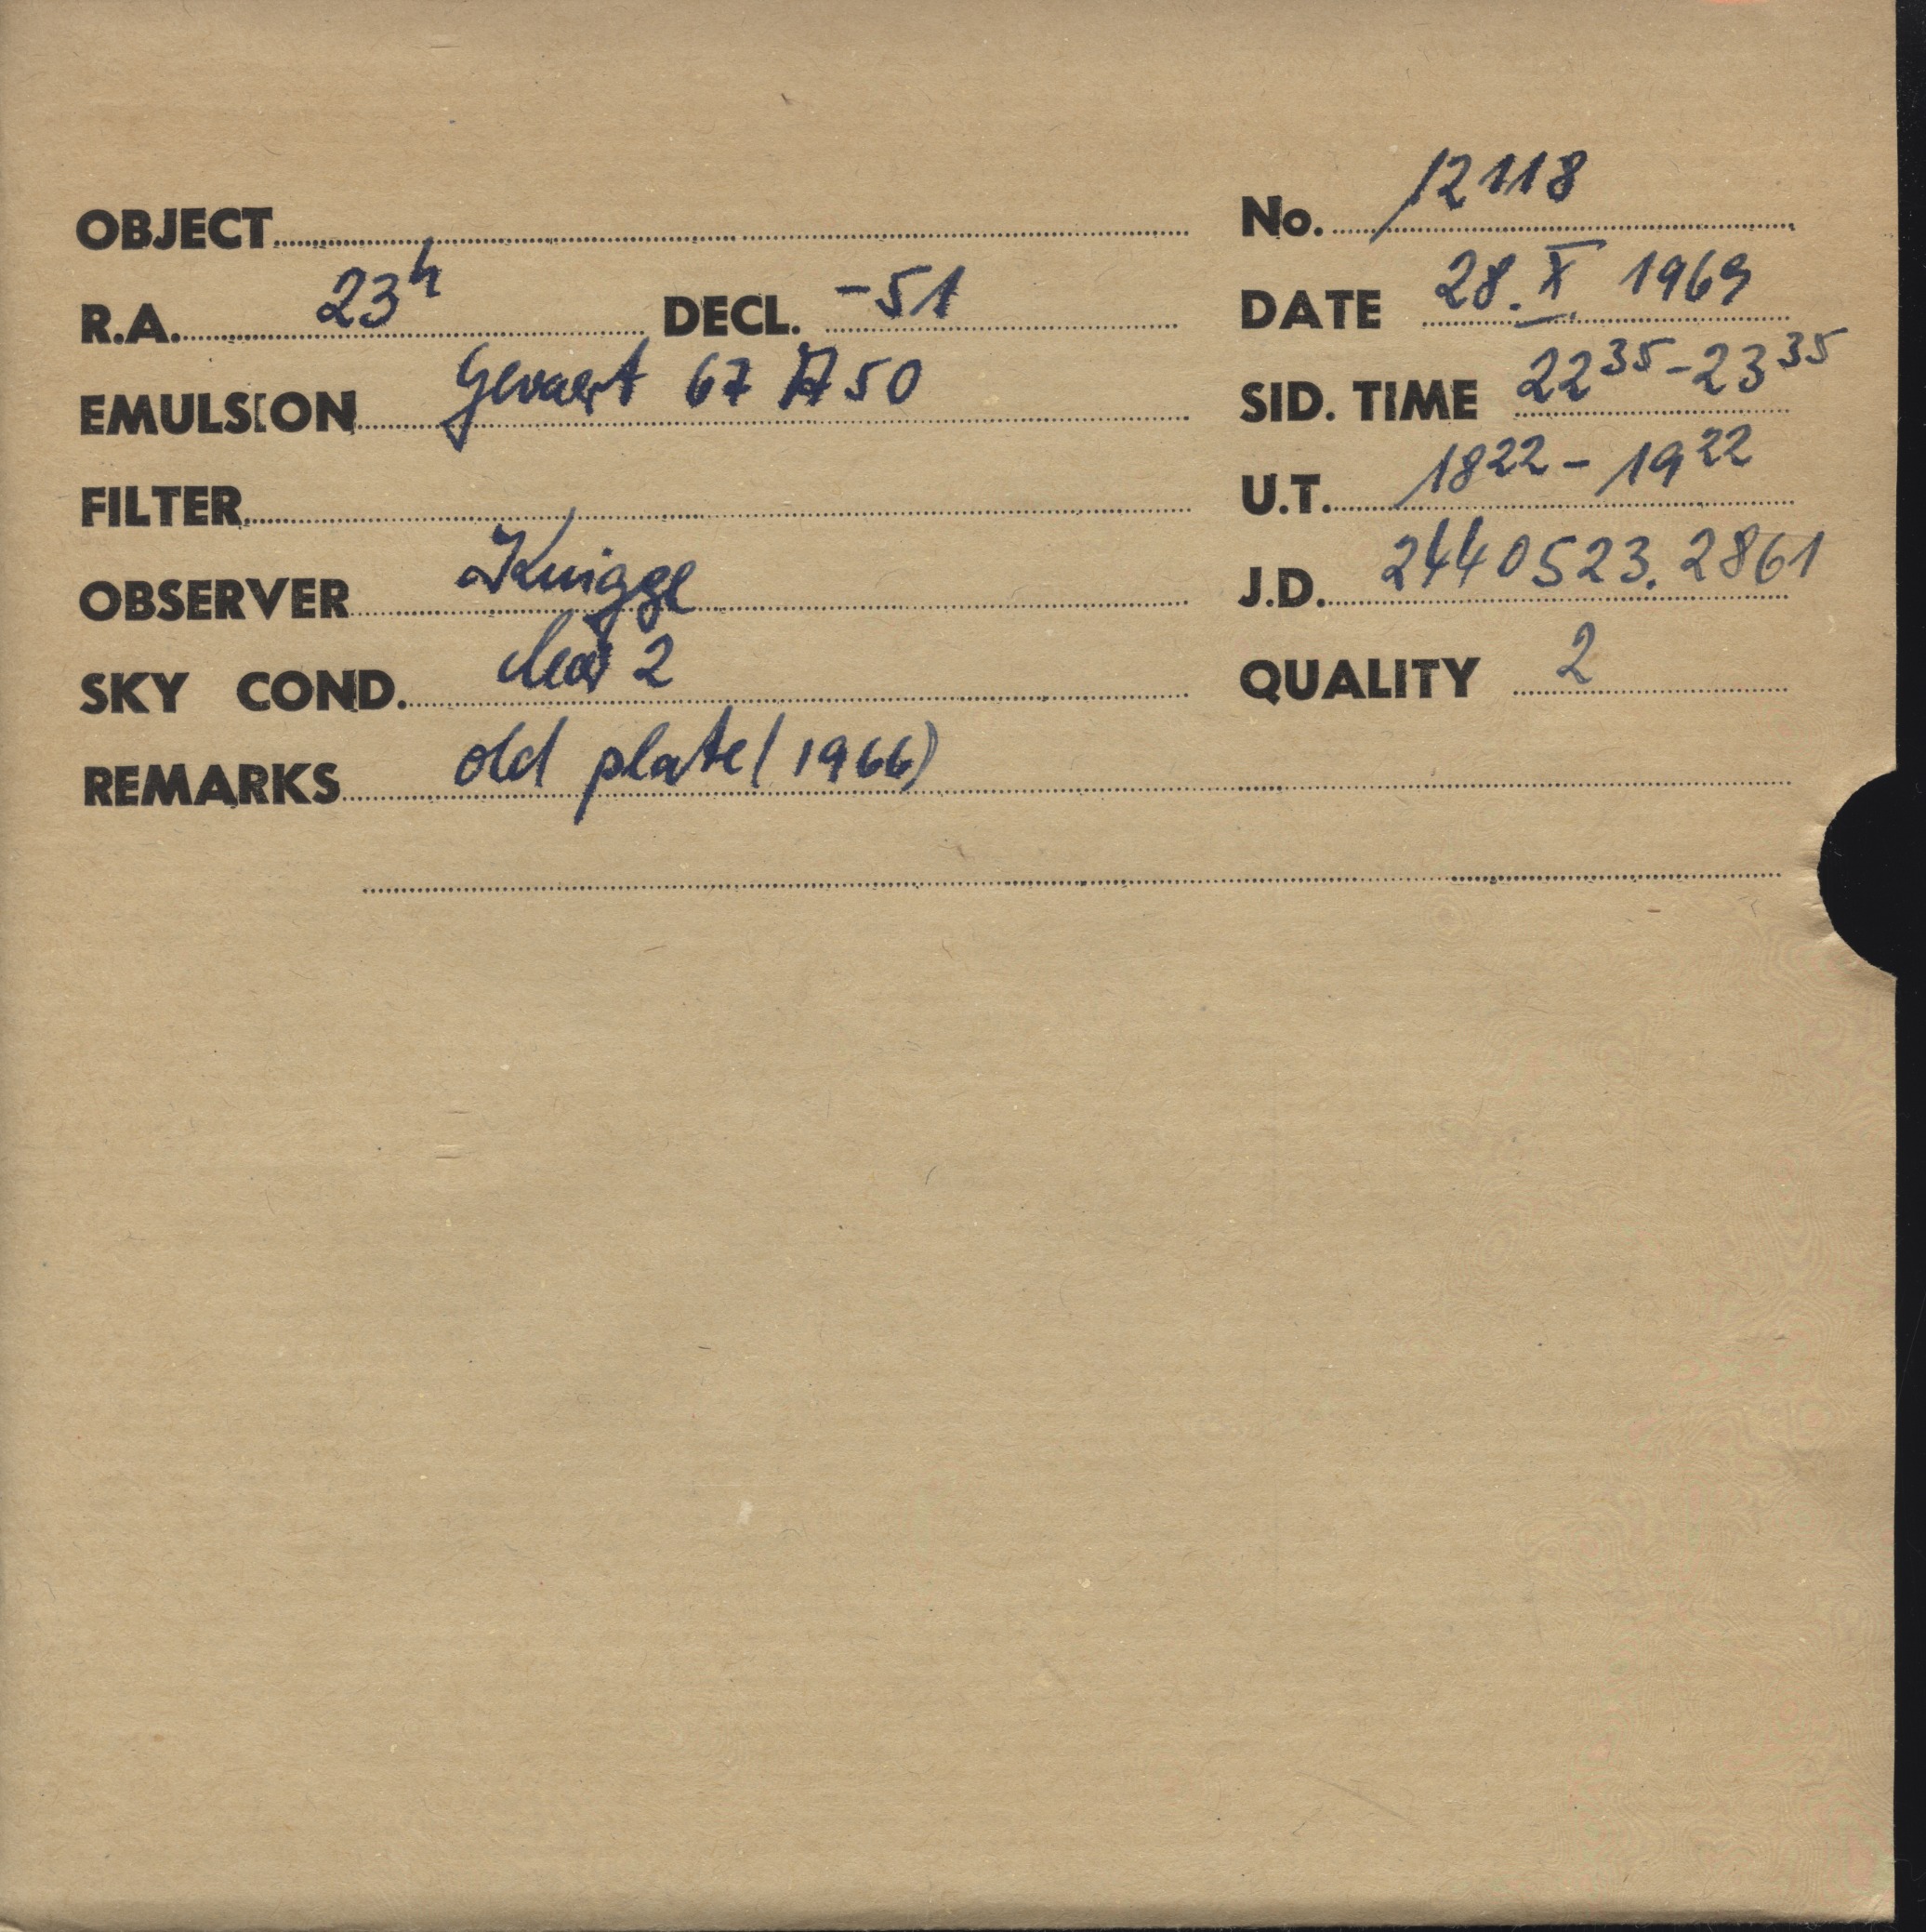 OBJECT
No. 12118
R.A. 23h DECL. -51
DATE 28. X. 1969
EMULSION Gevaert 67 A 50
SID. TIME 22 35 - 23 35
FILTER
U.T. 18 22 - 19 22
OBSERVER Knigge
J.D. 2440523.2861
SKY COND. clear 2
QUALITY 2
REMARKS old plate (1966)